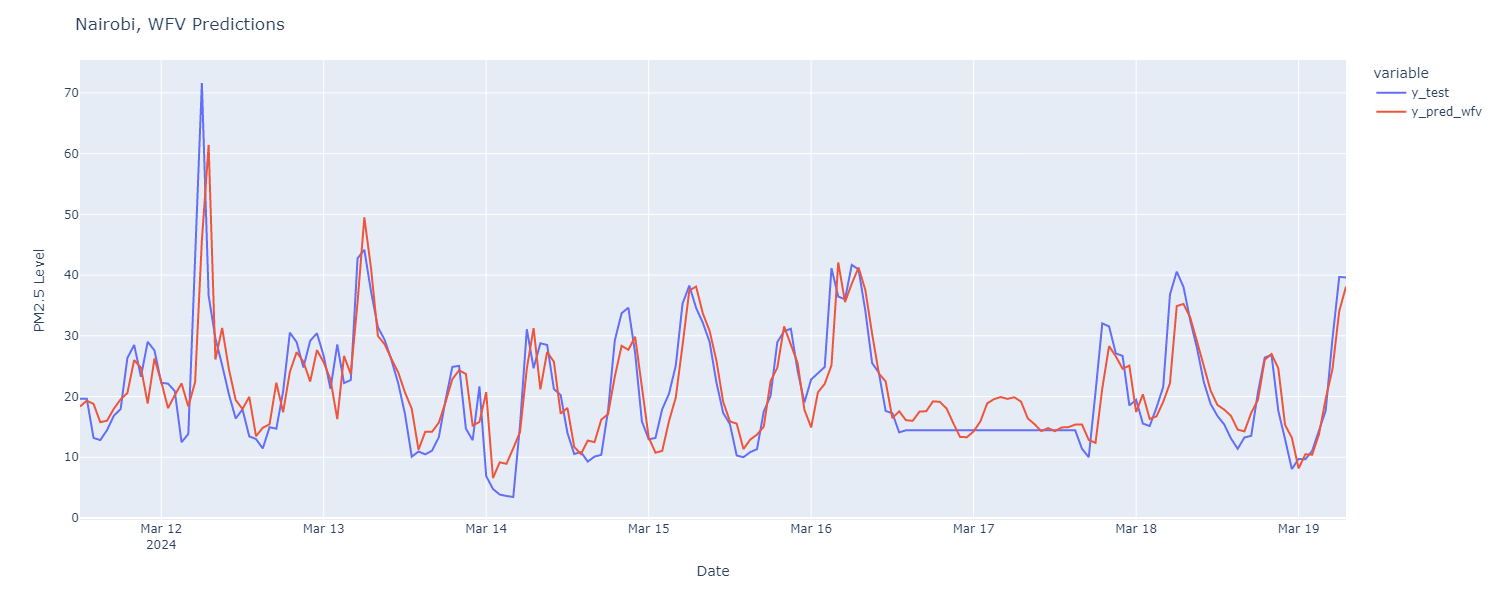 Nairobi, WFV Predictions
variable
y_test
y_pred_wfv
PM2.5 Level
70
60
50
40
30
20
10
0
Mar 12
2024
Mar 13
Mar 14
Mar 15
Mar 16
Mar 17
Mar 18
Mar 19
Date